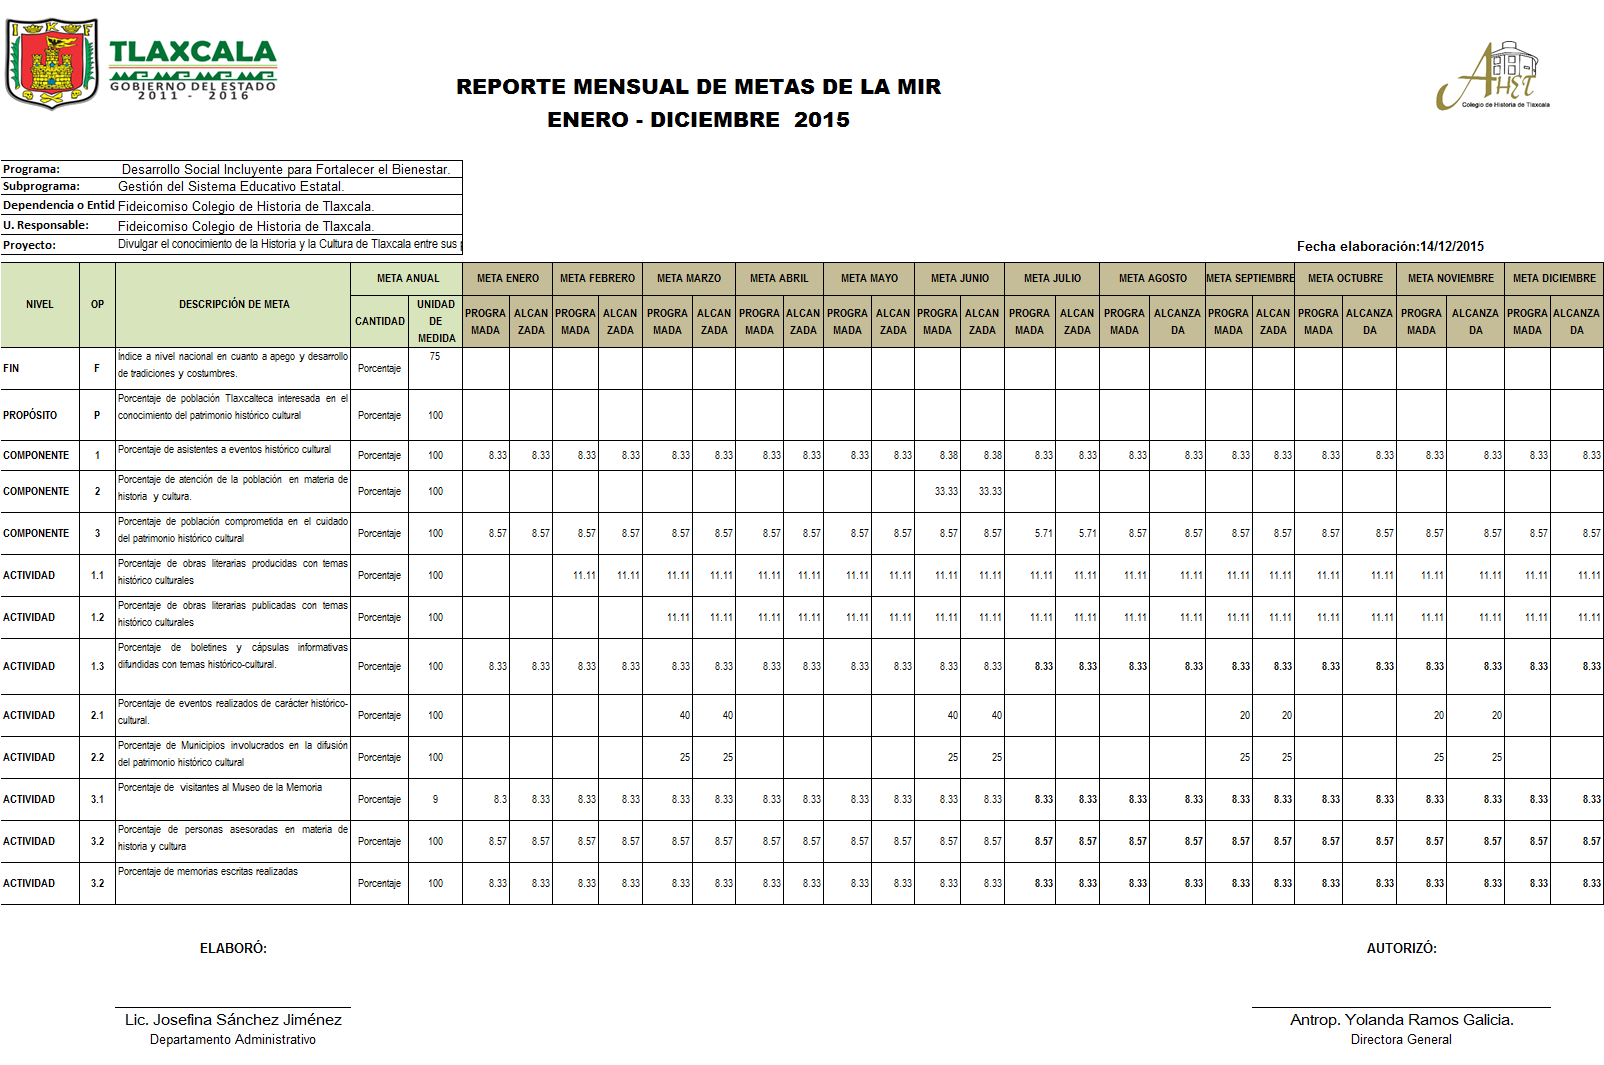 I K F
TLAXCALA
GOBIERNO DEL ESTADO
2011 - 2016
REPORTE MENSUAL DE METAS DE LA MIR
ENERO - DICIEMBRE 2015
AHET
Colegio de Historia de Tlaxcala
Programa: Desarrollo Social Incluyente para Fortalecer el Bienestar.
Subprograma: Gestión del Sistema Educativo Estatal.
Dependencia o Entid Fideicomiso Colegio de Historia de Tlaxcala.
U. Responsable: Fideicomiso Colegio de Historia de Tlaxcala.
Proyecto: Divulgar el conocimiento de la Historia y la Cultura de Tlaxcala entre sus p
Fecha elaboración:14/12/2015
NIVEL OP DESCRIPCIÓN DE META META ANUAL META ENERO META FEBRERO META MARZO META ABRIL META MAYO META JUNIO META JULIO META AGOSTO META SEPTIEMBRE META OCTUBRE META NOVIEMBRE META DICIEMBRE
CANTIDAD UNIDAD DE MEDIDA PROGRA MADA ALCAN ZADA PROGRA MADA ALCAN ZADA PROGRA MADA ALCAN ZADA PROGRA MADA ALCAN ZADA PROGRA MADA ALCAN ZADA PROGRA MADA ALCAN ZADA PROGRA MADA ALCAN ZADA PROGRA MADA ALCANZA DA PROGRA MADA ALCAN ZADA PROGRA MADA ALCANZA DA PROGRA MADA ALCANZA DA PROGRA MADA ALCANZA DA
FIN F Índice a nivel nacional en cuanto a apego y desarrollo de tradiciones y costumbres. Porcentaje 75
PROPÓSITO P Porcentaje de población Tlaxcalteca interesada en el conocimiento del patrimonio histórico cultural Porcentaje 100
COMPONENTE 1 Porcentaje de asistentes a eventos histórico cultural Porcentaje 100 8.33 8.33 8.33 8.33 8.33 8.33 8.33 8.33 8.33 8.33 8.38 8.38 8.33 8.33 8.33 8.33 8.33 8.33 8.33 8.33 8.33 8.33 8.33 8.33
COMPONENTE 2 Porcentaje de atención de la población en materia de historia y cultura. Porcentaje 100 33.33 33.33
COMPONENTE 3 Porcentaje de población comprometida en el cuidado del patrimonio histórico cultural Porcentaje 100 8.57 8.57 8.57 8.57 8.57 8.57 8.57 8.57 8.57 8.57 8.57 8.57 5.71 5.71 8.57 8.57 8.57 8.57 8.57 8.57 8.57 8.57 8.57 8.57
ACTIVIDAD 1.1 Porcentaje de obras literarias producidas con temas histórico culturales Porcentaje 100 11.11 11.11 11.11 11.11 11.11 11.11 11.11 11.11 11.11 11.11 11.11 11.11 11.11 11.11 11.11 11.11 11.11 11.11 11.11 11.11 11.11 11.11
ACTIVIDAD 1.2 Porcentaje de obras literarias publicadas con temas histórico culturales Porcentaje 100 11.11 11.11 11.11 11.11 11.11 11.11 11.11 11.11 11.11 11.11 11.11 11.11 11.11 11.11 11.11 11.11 11.11 11.11 11.11 11.11
ACTIVIDAD 1.3 Porcentaje de boletines y cápsulas informativas difundidas con temas histórico-cultural. Porcentaje 100 8.33 8.33 8.33 8.33 8.33 8.33 8.33 8.33 8.33 8.33 8.33 8.33 8.33 8.33 8.33 8.33 8.33 8.33 8.33 8.33 8.33 8.33 8.33 8.33
ACTIVIDAD 2.1 Porcentaje de eventos realizados de carácter histórico-cultural. Porcentaje 100 40 40 40 40 20 20 20 20
ACTIVIDAD 2.2 Porcentaje de Municipios involucrados en la difusión del patrimonio histórico cultural Porcentaje 100 25 25 25 25 25 25 25 25
ACTIVIDAD 3.1 Porcentaje de visitantes al Museo de la Memoria Porcentaje 9 8.3 8.33 8.33 8.33 8.33 8.33 8.33 8.33 8.33 8.33 8.33 8.33 8.33 8.33 8.33 8.33 8.33 8.33 8.33 8.33 8.33 8.33 8.33 8.33
ACTIVIDAD 3.2 Porcentaje de personas asesoradas en materia de historia y cultura Porcentaje 100 8.57 8.57 8.57 8.57 8.57 8.57 8.57 8.57 8.57 8.57 8.57 8.57 8.57 8.57 8.57 8.57 8.57 8.57 8.57 8.57 8.57 8.57 8.57 8.57
ACTIVIDAD 3.2 Porcentaje de memorias escritas realizadas Porcentaje 100 8.33 8.33 8.33 8.33 8.33 8.33 8.33 8.33 8.33 8.33 8.33 8.33 8.33 8.33 8.33 8.33 8.33 8.33 8.33 8.33 8.33 8.33 8.33 8.33
ELABORÓ: AUTORIZÓ:
Lic. Josefina Sánchez Jiménez Antrop. Yolanda Ramos Galicia.
Departamento Administrativo Directora General